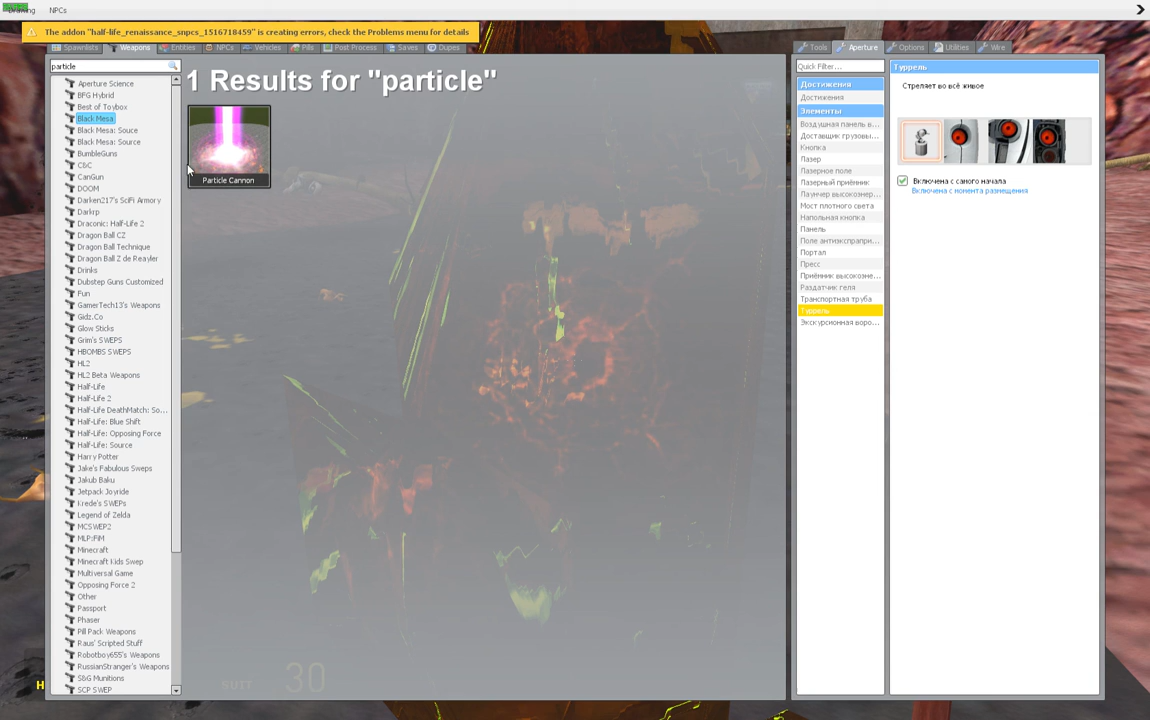 Drawing NPCs
The addon "half-life_renaissance_snpcs_1516718459" is creating errors, check the Problems menu for details
Spawnlists Weapons Entities NPCs Vehicles Pills Post Process Saves Dupes
particle
Aperture Science
BFG Hybrid
Best of Toybox
Black Mesa
Black Mesa: Souce
Black Mesa: Source
BumbleGuns
C&C
CanGun
DOOM
Darken217's SciFi Armory
Darkrp
Draconic: Half-Life 2
Dragon Ball CZ
Dragon Ball Technique
Dragon Ball Z de Reayler
Drinks
Dubstep Guns Customized
Fun
GamerTech13's Weapons
Gidz.Co
Glow Sticks
Grim's SWEPS
HBOMBS SWEPS
HL2
HL2 Beta Weapons
Half-Life
Half-Life 2
Half-Life DeathMatch: So...
Half-Life: Blue Shift
Half-Life: Opposing Force
Half-Life: Source
Harry Potter
Jake's Fabulous Sweps
Jakub Baku
Jetpack Joyride
Krede's SWEPs
Legend of Zelda
MCSWEP2
MLP:FiM
Minecraft
Minecraft Kids Swep
Multiversal Game
Opposing Force 2
Other
Passport
Phaser
Pill Pack Weapons
Raus' Scripted Stuff
Robotboy655's Weapons
RussianStranger's Weapons
S&G Munitions
SCP SWEP
1 Results for "particle"
Particle Cannon
H
SUIT 30
Tools Aperture Options Utilities Wire
Quick Filter...
Достижения
Достижения
Элементы
Воздушная панель в...
Доставщик грузовы...
Кнопка
Лазер
Лазерное поле
Лазерный приёмник
Лаунчер высокоэнер...
Мост плотного света
Напольная кнопка
Панель
Поле антиэкспрапри...
Портал
Пресс
Приёмник высокоэне...
Раздатчик геля
Транспортная труба
Туррель
Экскурсионная воро...
Туррель
Стреляет во всё живое
Включена с самого начала
Включена с момента размещения